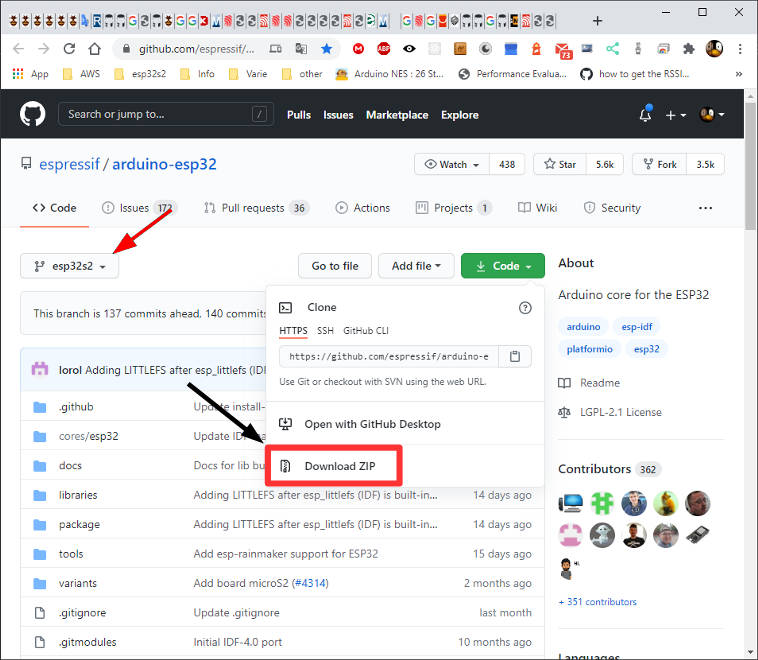 github.com/espressif/...
73
App
AWS
esp32s2
Info
Varie
other
Arduino NES : 26 St...
Performance Evalua...
how to get the RSSI...
Search or jump to...
/
Pulls
Issues
Marketplace
Explore
espressif / arduino-esp32
Watch
438
Star
5.6k
Fork
3.5k
Code
Issues 172
Pull requests 36
Actions
Projects 1
Wiki
Security
esp32s2
Go to file
Add file
Code
About
Arduino core for the ESP32
arduino
esp-idf
platformio
esp32
Readme
LGPL-2.1 License
This branch is 137 commits ahead, 140 commits
Clone
HTTPS
SSH
GitHub CLI
https://github.com/espressif/arduino-e
Use Git or checkout with SVN using the web URL.
Open with GitHub Desktop
Download ZIP
lorol Adding LITTLEFS after esp_littlefs (IDF
.github
Update install-
cores/esp32
Update IDF
docs
Docs for lib bu
libraries
Adding LITTLEFS after esp_littlefs (IDF) is built-in...
14 days ago
package
Adding LITTLEFS after esp_littlefs (IDF) is built-in...
14 days ago
tools
Add esp-rainmaker support for ESP32
15 days ago
variants
Add board microS2 (#4314)
2 months ago
.gitignore
Update .gitignore
last month
.gitmodules
Initial IDF-4.0 port
10 months ago
Contributors 362
+ 351 contributors
Languages